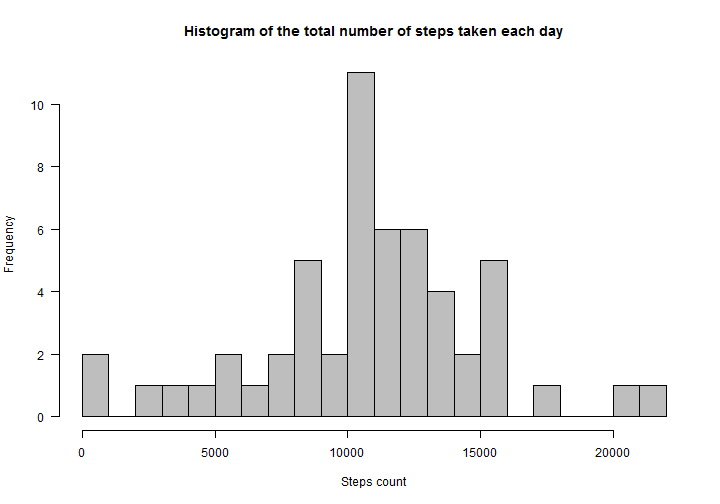 Histogram of the total number of steps taken each day
10
8
6
4
2
0
Frequency
0 5000 10000 15000 20000
Steps count